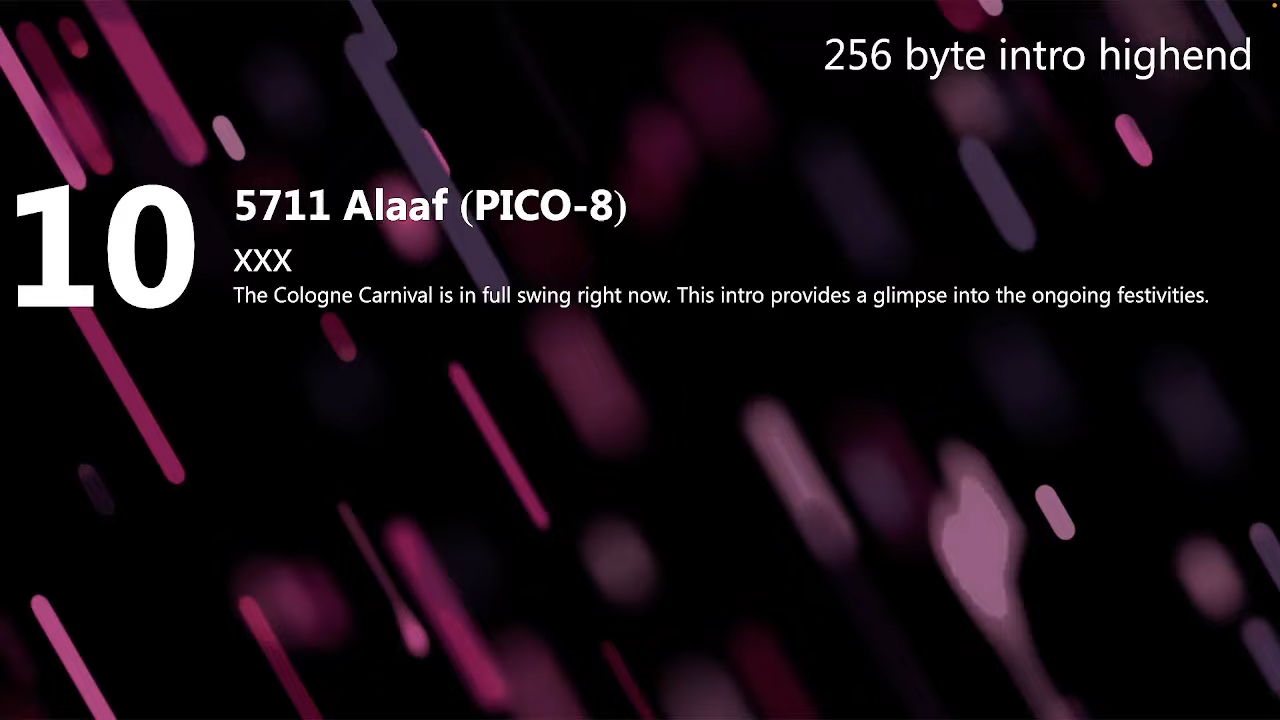 256 byte intro highend
10
5711 Alaaf (PICO-8)
XXX
The Cologne Carnival is in full swing right now. This intro provides a glimpse into the ongoing festivities.